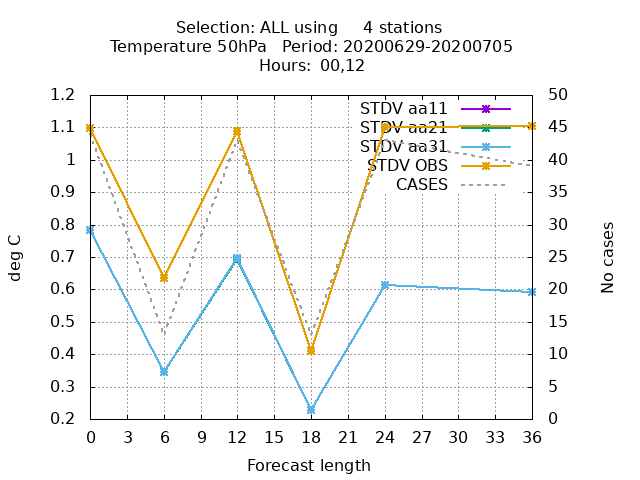 Selection: ALL using     4 stations
Temperature 50hPa   Period: 20200629-20200705
Hours: 00,12
1.2
1.1
1
0.9
0.8
0.7
0.6
0.5
0.4
0.3
0.2
50
45
40
35
30
25
20
15
10
5
0
STDV aa11
STDV aa21
STDV aa31
STDV OBS
CASES
deg C
No cases
0 3 6 9 12 15 18 21 24 27 30 33 36
Forecast length